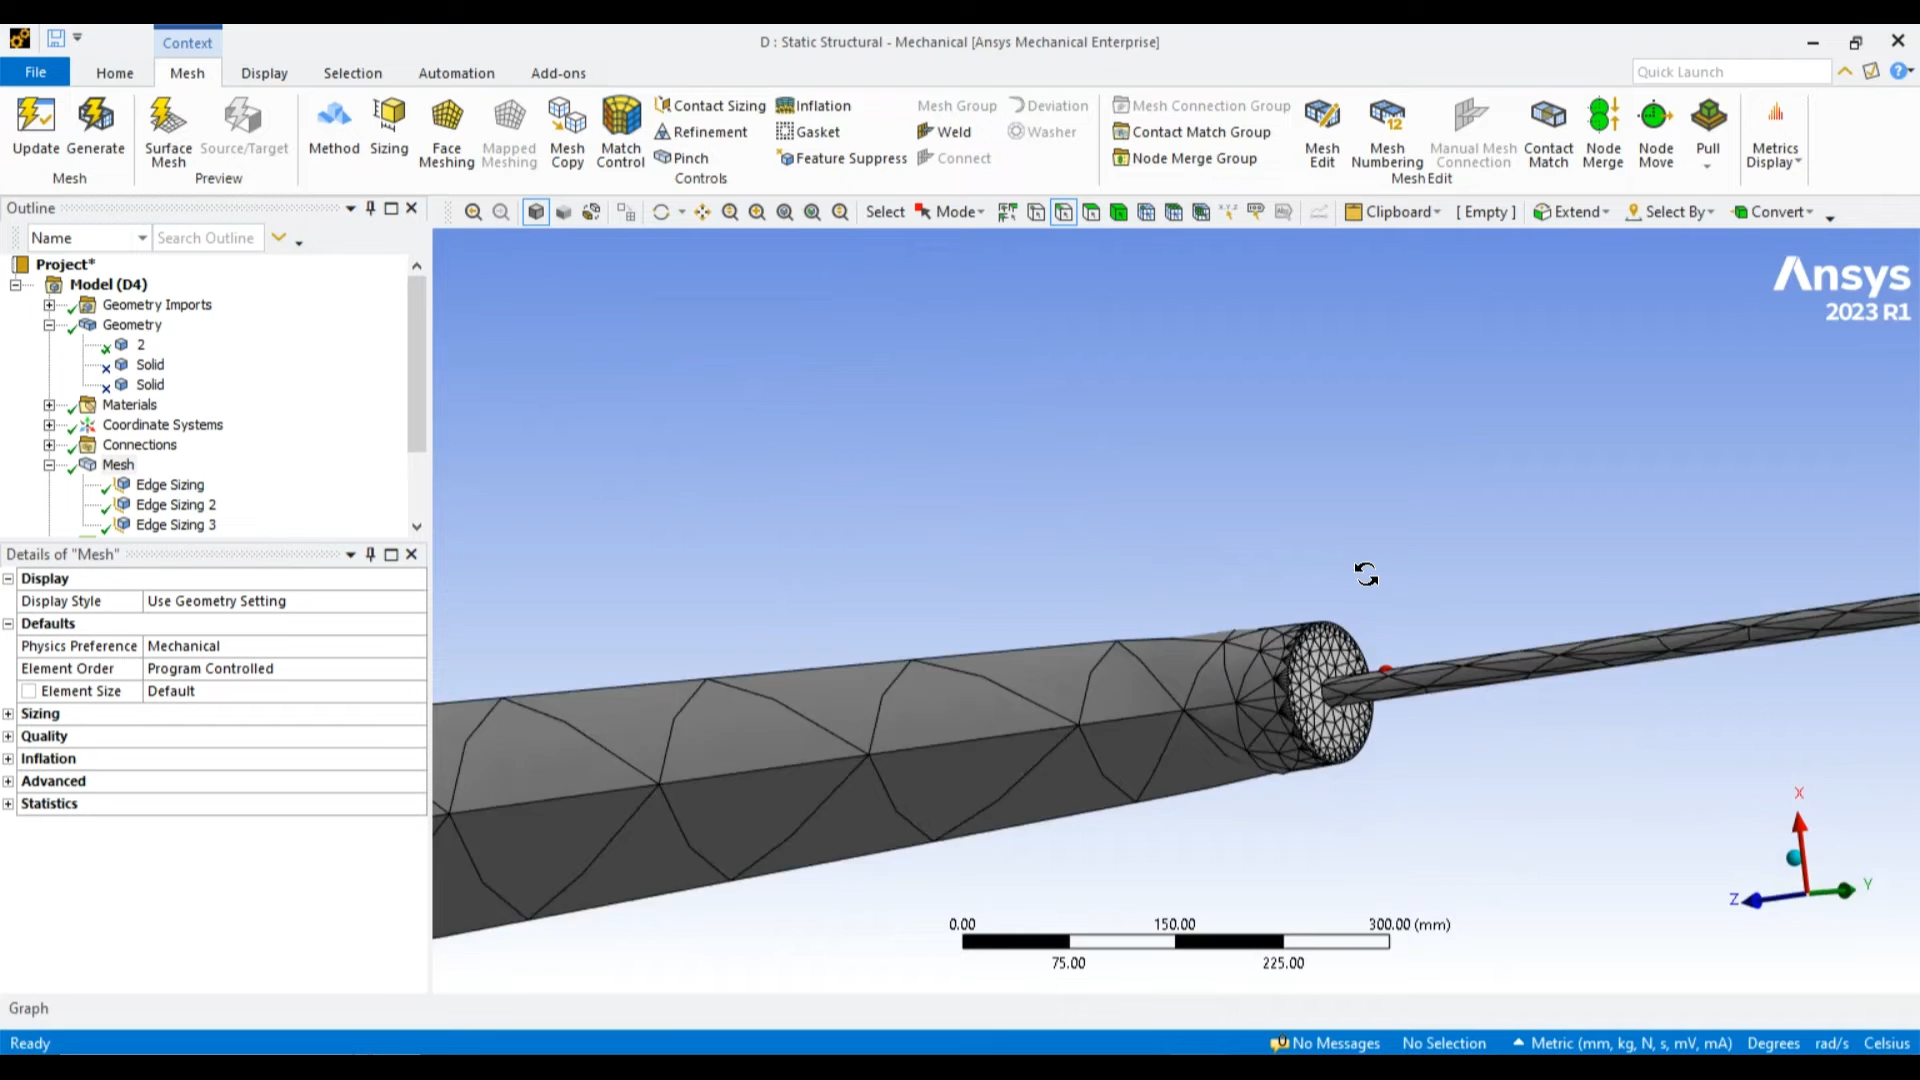 Context
D : Static Structural - Mechanical [Ansys Mechanical Enterprise]
File Home Mesh Display Selection Automation Add-ons
Quick Launch
Update Generate
Mesh
Surface Mesh Source/Target
Preview
Method Sizing Face Meshing Mapped Meshing Mesh Copy Match Control
Contact Sizing
Refinement
Pinch
Inflation
Gasket
Feature Suppress
Mesh Group
Weld
Connect
Deviation
Washer
Controls
Mesh Connection Group
Contact Match Group
Node Merge Group
Mesh Edit Mesh Numbering Manual Mesh Connection Contact Match Node Merge Node Move Pull
Mesh Edit
Metrics Display
Outline
Select Mode Clipboard [ Empty ] Extend Select By Convert
Name Search Outline
Project*
Model (D4)
Geometry Imports
Geometry
2
Solid
Solid
Materials
Coordinate Systems
Connections
Mesh
Edge Sizing
Edge Sizing 2
Edge Sizing 3
Details of "Mesh"
Display
Display Style Use Geometry Setting
Defaults
Physics Preference Mechanical
Element Order Program Controlled
Element Size Default
Sizing
Quality
Inflation
Advanced
Statistics
Ansys
2023 R1
X
Y
Z
0.00 150.00 300.00 (mm)
75.00 225.00
Graph
Ready
0 No Messages No Selection Metric (mm, kg, N, s, mV, mA) Degrees rad/s Celsius